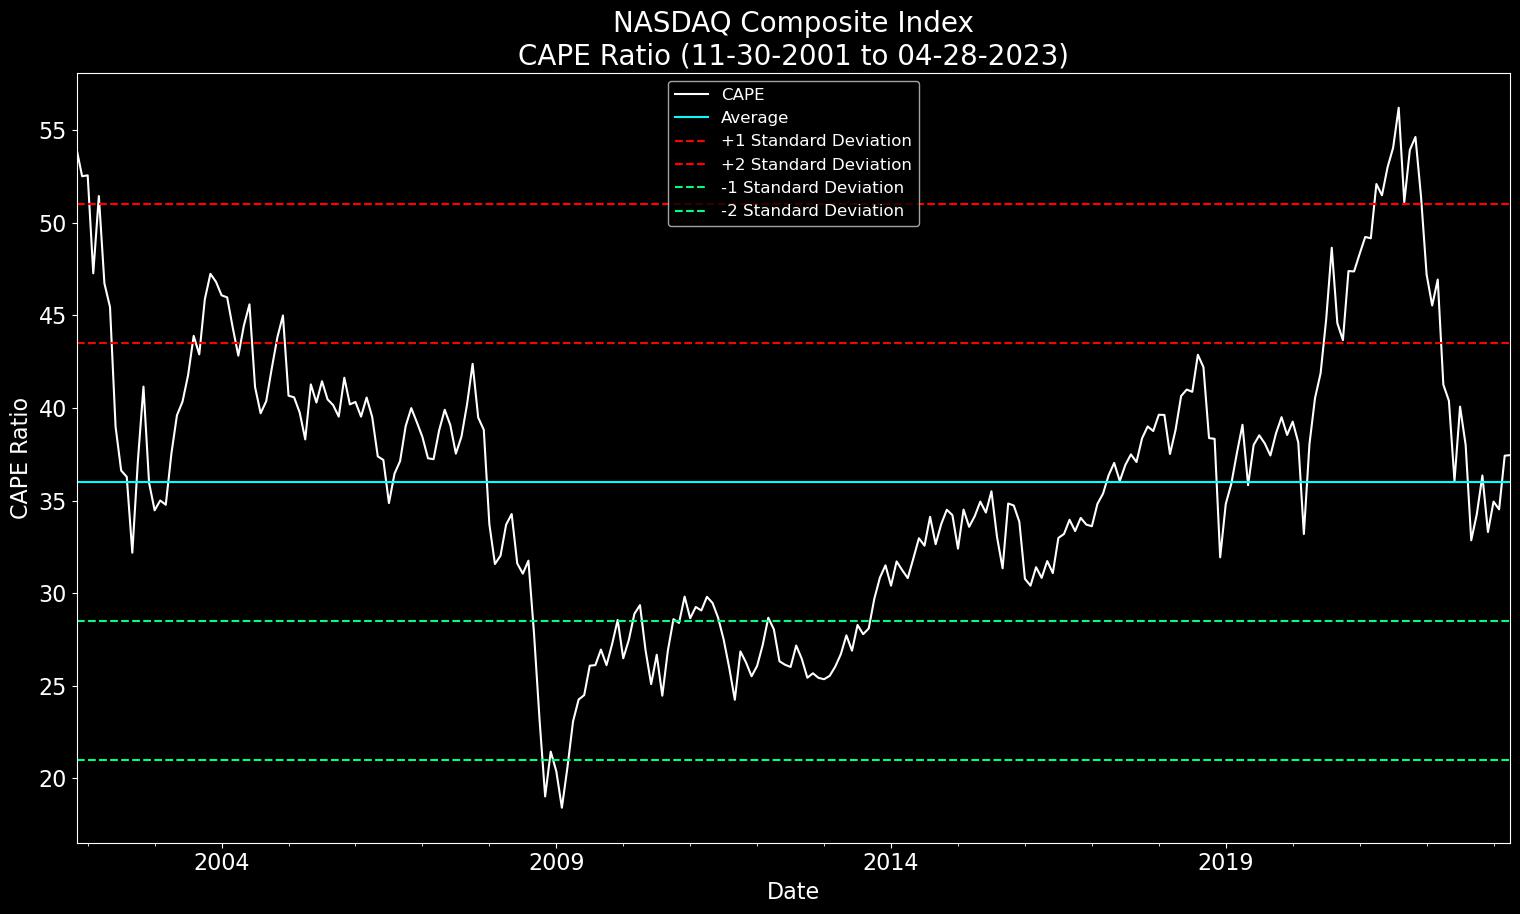 NASDAQ Composite Index
CAPE Ratio (11-30-2001 to 04-28-2023)
CAPE
Average
+1 Standard Deviation
+2 Standard Deviation
-1 Standard Deviation
-2 Standard Deviation
55
50
45
40
35
30
25
20
CAPE Ratio
2004
2009
2014
2019
Date